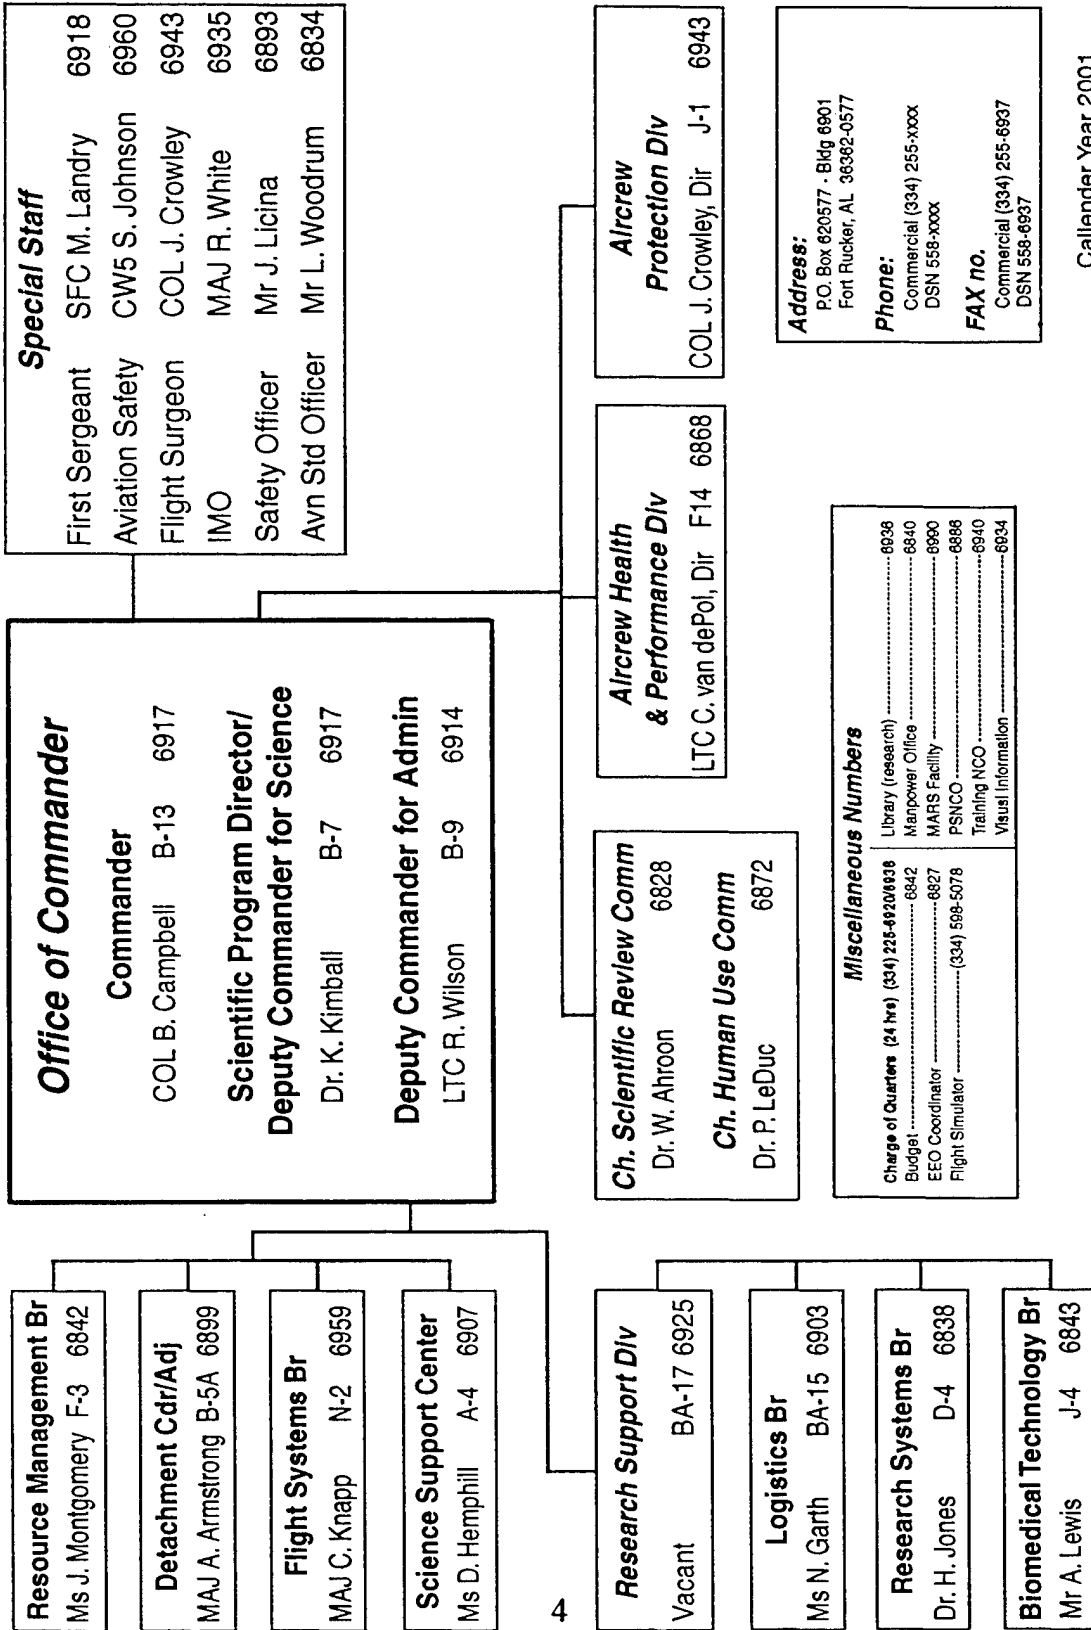 Office of Commander
Commander
COL B. Campbell B-13 6917
Scientific Program Director/
Deputy Commander for Science
Dr. K. Kimball B-7 6917
Deputy Commander for Admin
LTC R. Wilson B-9 6914
Special Staff
First Sergeant SFC M. Landry 6918
Aviation Safety CW5 S. Johnson 6960
Flight Surgeon COL J. Crowley 6943
IMO MAJ R. White 6935
Safety Officer Mr J. Licina 6893
Avn Std Officer Mr L. Woodrum 6834
Resource Management Br
Ms J. Montgomery F-3 6842
Detachment Cdr/Adj
MAJ A. Armstrong B-5A 6899
Flight Systems Br
MAJ C. Knapp N-2 6959
Science Support Center
Ms D. Hemphill A-4 6907
Research Support Div
Vacant BA-17 6925
Logistics Br
Ms N. Garth BA-15 6903
Research Systems Br
Dr. H. Jones D-4 6838
Biomedical Technology Br
Mr A. Lewis J-4 6843
Ch. Scientific Review Comm
Dr. W. Ahroon 6828
Ch. Human Use Comm
Dr. P. LeDuc 6872
Aircrew Health
& Performance Div
LTC C. van dePol, Dir F14 6868
Aircrew
Protection Div
COL J. Crowley, Dir J-1 6943
Miscellaneous Numbers
Charge of Quarters (24 hrs) (334) 225-6920/6936
Budget 6842
EEO Coordinator 6827
Flight Simulator (334) 598-5078
Library (research) 6936
Manpower Office 6840
MARS Facility 6990
PSNCO 6886
Training NCO 6940
Visual Information 6934
Address:
P.O. Box 620577 · Bldg 6901
Fort Rucker, AL 36362-0577
Phone:
Commercial (334) 255-xxxx
DSN 558-xxxx
FAX no.
Commercial (334) 255-6937
DSN 558-6937
Callender Year 2001
4